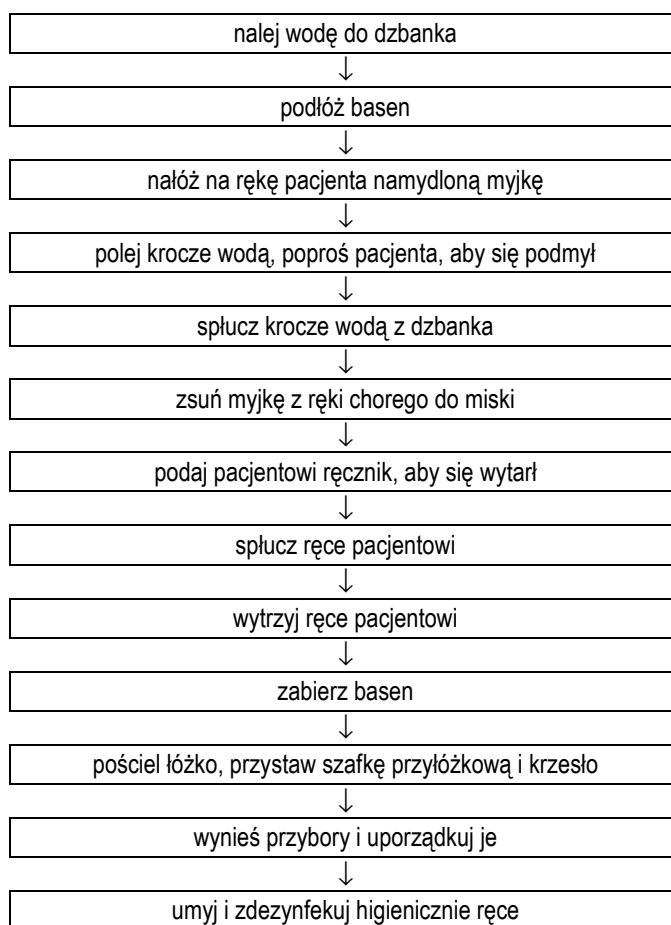 nalej wodę do dzbanka
↓
podłóż basen
↓
nałóż na rękę pacjenta namydloną myjkę
↓
polej krocze wodą, poproś pacjenta, aby się podmył
↓
spłucz krocze wodą z dzbanka
↓
zsuń myjkę z ręki chorego do miski
↓
podaj pacjentowi ręcznik, aby się wytarł
↓
spłucz ręce pacjentowi
↓
wytrzyj ręce pacjentowi
↓
zabierz basen
↓
pościel łóżko, przystaw szafkę przyłóżkową i krzesło
↓
wynieś przybory i uporządkuj je
↓
umyj i zdezynfekuj higienicznie ręce